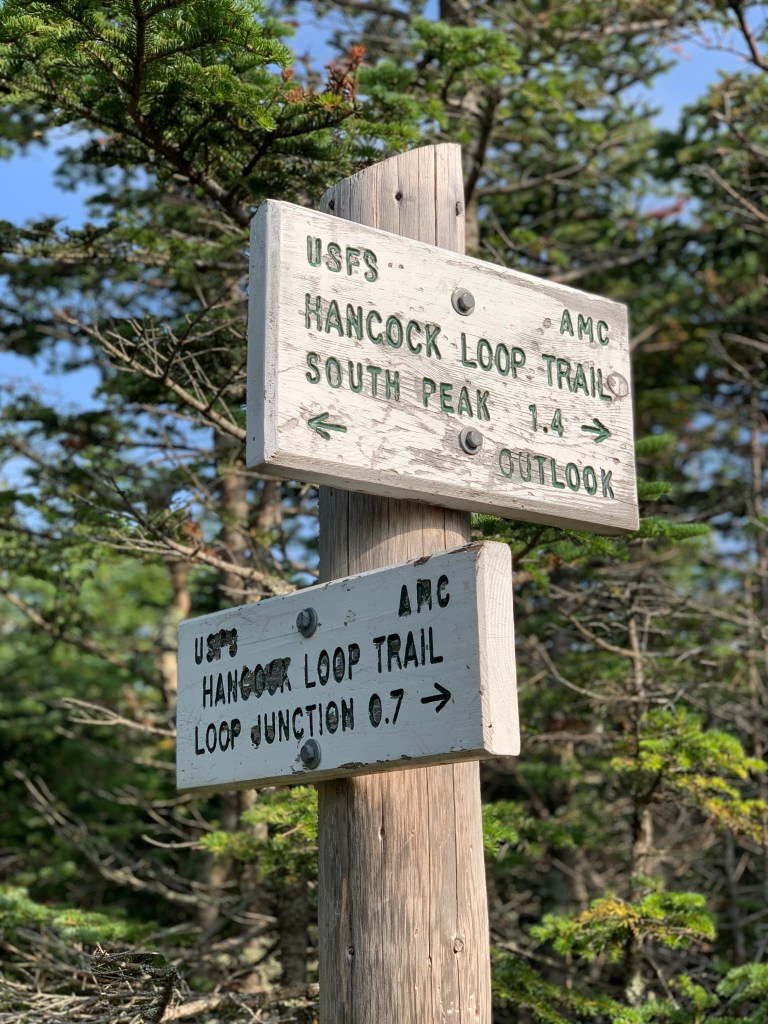 USFS
AMC
HANCOCK LOOP TRAIL
SOUTH PEAK 1.4 →
← OUTLOOK
USFS
AMC
HANCOCK LOOP TRAIL
LOOP JUNCTION 0.7 →